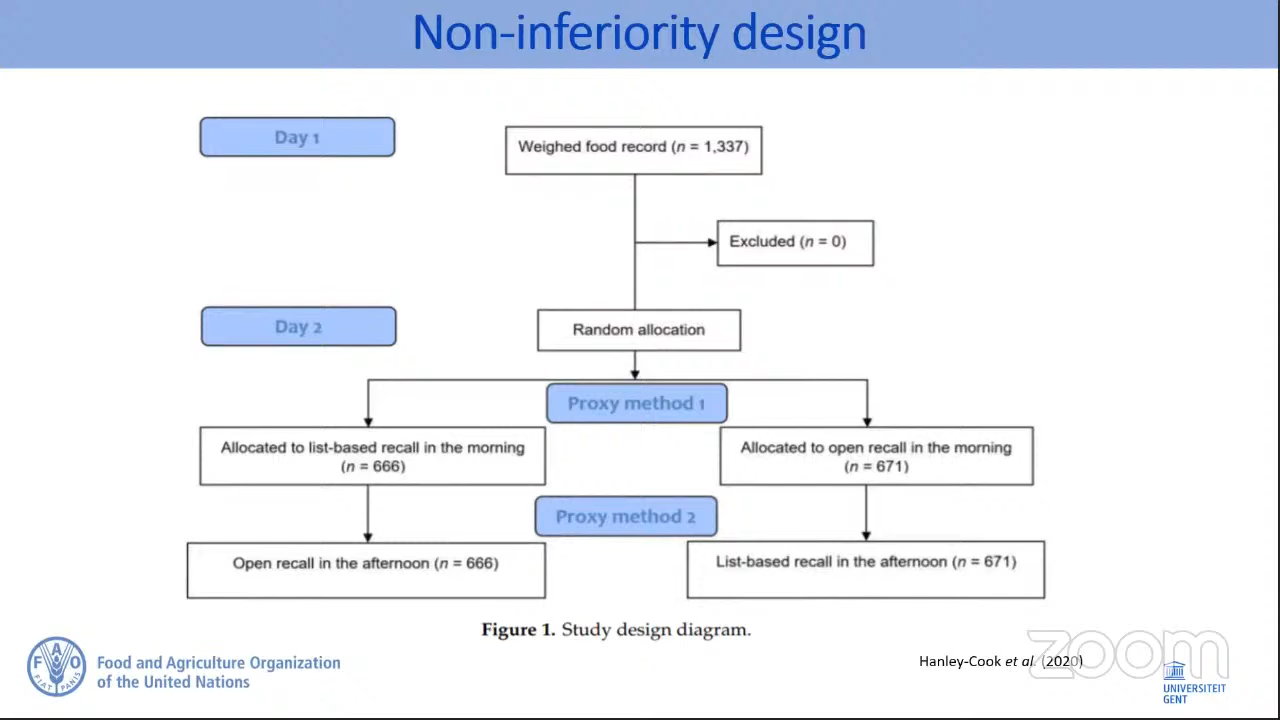 Non-inferiority design
Day 1
Weighed food record (n = 1,337)
Excluded (n = 0)
Day 2
Random allocation
Proxy method 1
Allocated to list-based recall in the morning
(n = 666)
Allocated to open recall in the morning
(n = 671)
Proxy method 2
Open recall in the afternoon (n = 666)
List-based recall in the afternoon (n = 671)
Figure 1. Study design diagram.
F A O
FIAT PANIS
Food and Agriculture Organization
of the United Nations
Hanley-Cook et al. (2020)
zoom
UNIVERSITEIT
GENT